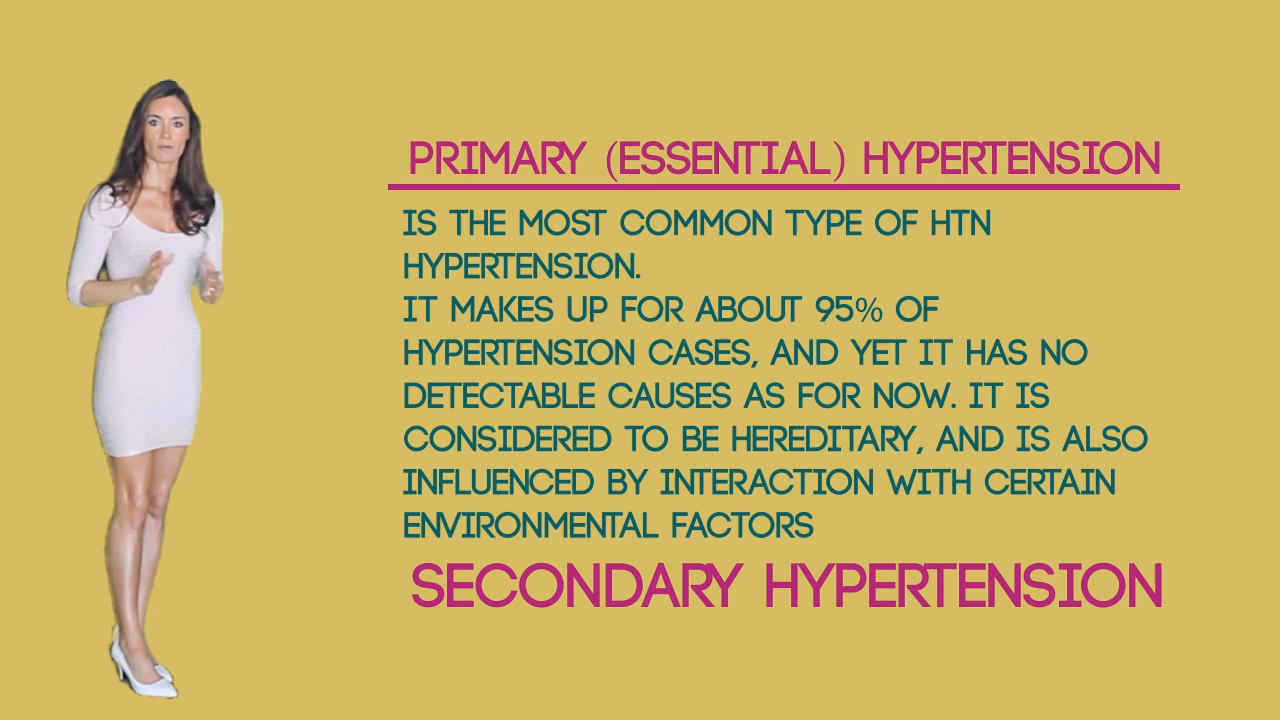 PRIMARY (ESSENTIAL) HYPERTENSION
IS THE MOST COMMON TYPE OF HTN
HYPERTENSION.
IT MAKES UP FOR ABOUT 95% OF
HYPERTENSION CASES, AND YET IT HAS NO
DETECTABLE CAUSES AS FOR NOW. IT IS
CONSIDERED TO BE HEREDITARY, AND IS ALSO
INFLUENCED BY INTERACTION WITH CERTAIN
ENVIRONMENTAL FACTORS
SECONDARY HYPERTENSION